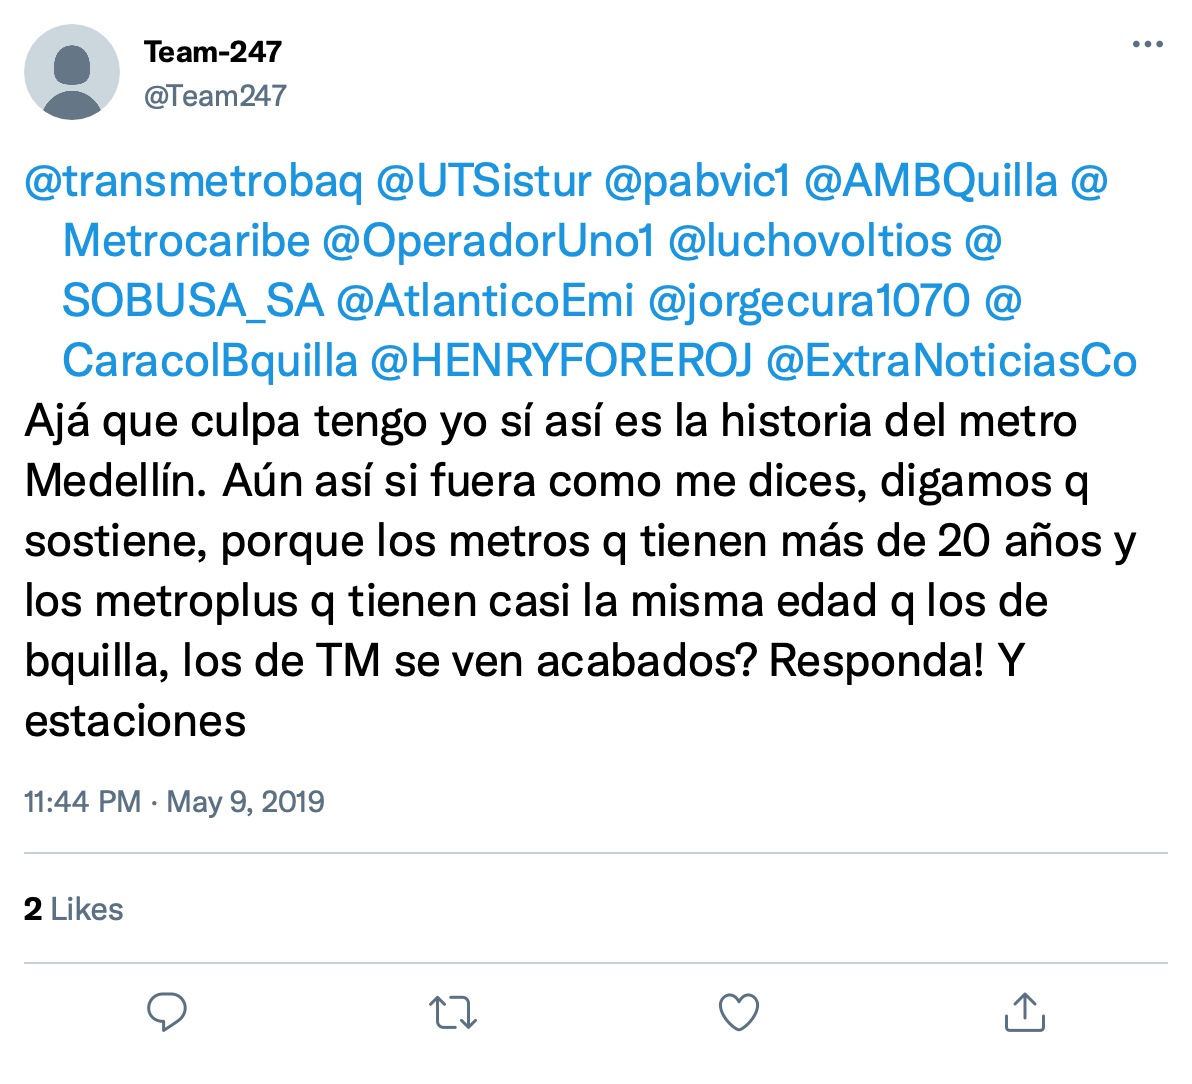 Team-247
@Team247
@transmetrobaq @UTSistur @pabvic1 @AMBQuilla @
Metrocaribe @OperadorUno1 @luchovoltios @
SOBUSA_SA @AtlanticoEmi @jorgecura1070 @
CaracolBquilla @HENRYFOREROJ @ExtraNoticiasCo
Ajá que culpa tengo yo sí así es la historia del metro
Medellín. Aún así si fuera como me dices, digamos q
sostiene, porque los metros q tienen más de 20 años y
los metroplus q tienen casi la misma edad q los de
bquilla, los de TM se ven acabados? Responda! Y
estaciones
11:44 PM · May 9, 2019
2 Likes